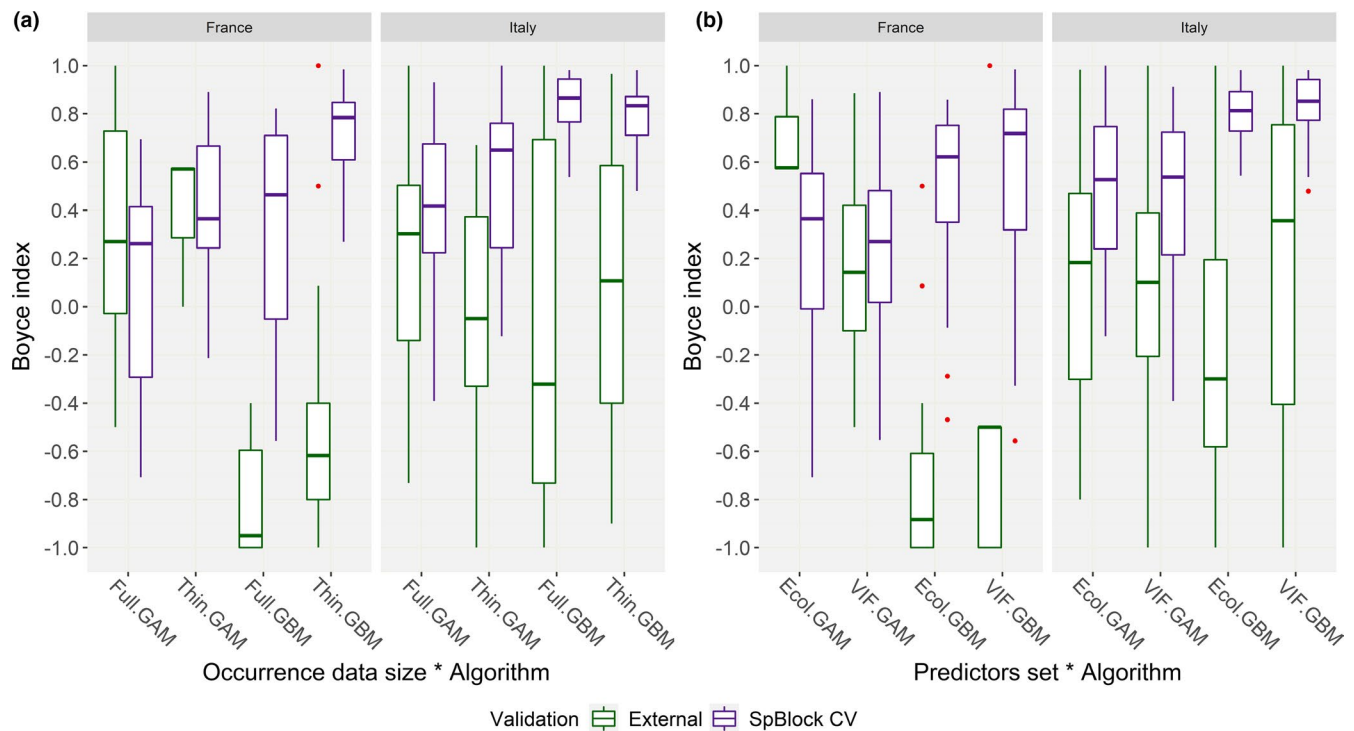 (a)
France
Italy
Boyce index
1.0
0.8
0.6
0.4
0.2
0.0
-0.2
-0.4
-0.6
-0.8
-1.0
Full.GAM
Thin.GAM
Full.GBM
Thin.GBM
Full.GAM
Thin.GAM
Full.GBM
Thin.GBM
Occurrence data size * Algorithm
(b)
France
Italy
Boyce index
1.0
0.8
0.6
0.4
0.2
0.0
-0.2
-0.4
-0.6
-0.8
-1.0
Ecol.GAM
VIF.GAM
Ecol.GBM
VIF.GBM
Ecol.GAM
VIF.GAM
Ecol.GBM
VIF.GBM
Predictors set * Algorithm
Validation External SpBlock CV